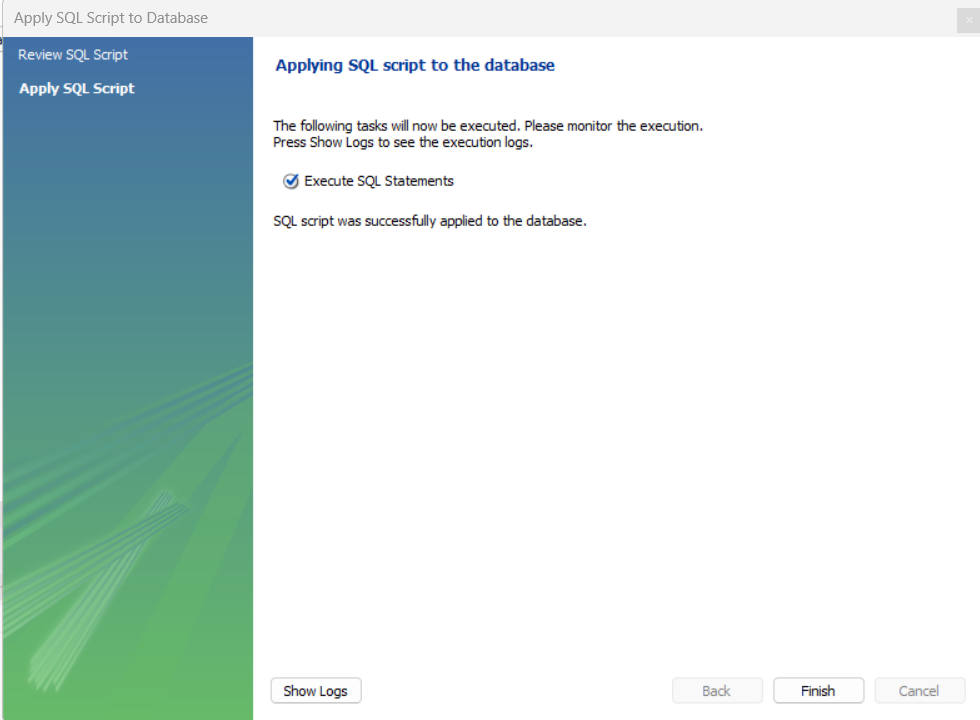 Apply SQL Script to Database
Review SQL Script
Apply SQL Script
Applying SQL script to the database
The following tasks will now be executed. Please monitor the execution.
Press Show Logs to see the execution logs.
Execute SQL Statements
SQL script was successfully applied to the database.
Show Logs
Back
Finish
Cancel